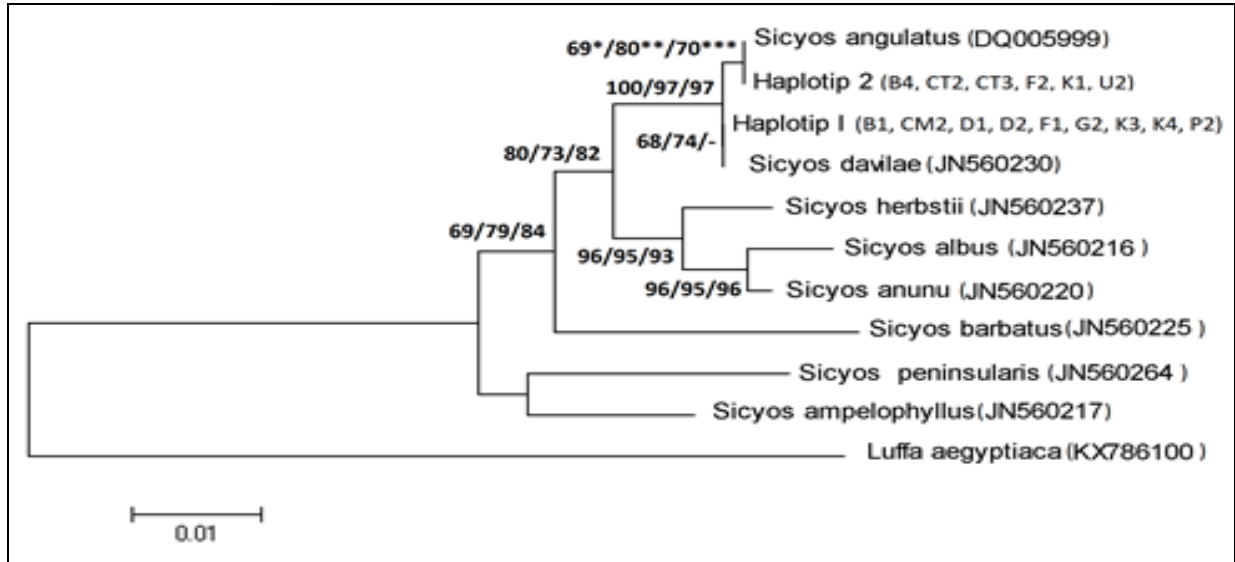 69*/80**/70***
Sicyos angulatus (DQ005999)
100/97/97
Haplotip 2 (B4, CT2, CT3, F2, K1, U2)
Haplotip I (B1, CM2, D1, D2, F1, G2, K3, K4, P2)
68/74/-
80/73/82
Sicyos davilae (JN560230)
Sicyos herbstii (JN560237)
69/79/84
Sicyos albus (JN560216)
96/95/93
96/95/96
Sicyos anunu (JN560220)
Sicyos barbatus (JN560225)
Sicyos peninsularis (JN560264)
Sicyos ampelophyllus (JN560217)
Luffa aegyptiaca (KX786100)
0.01